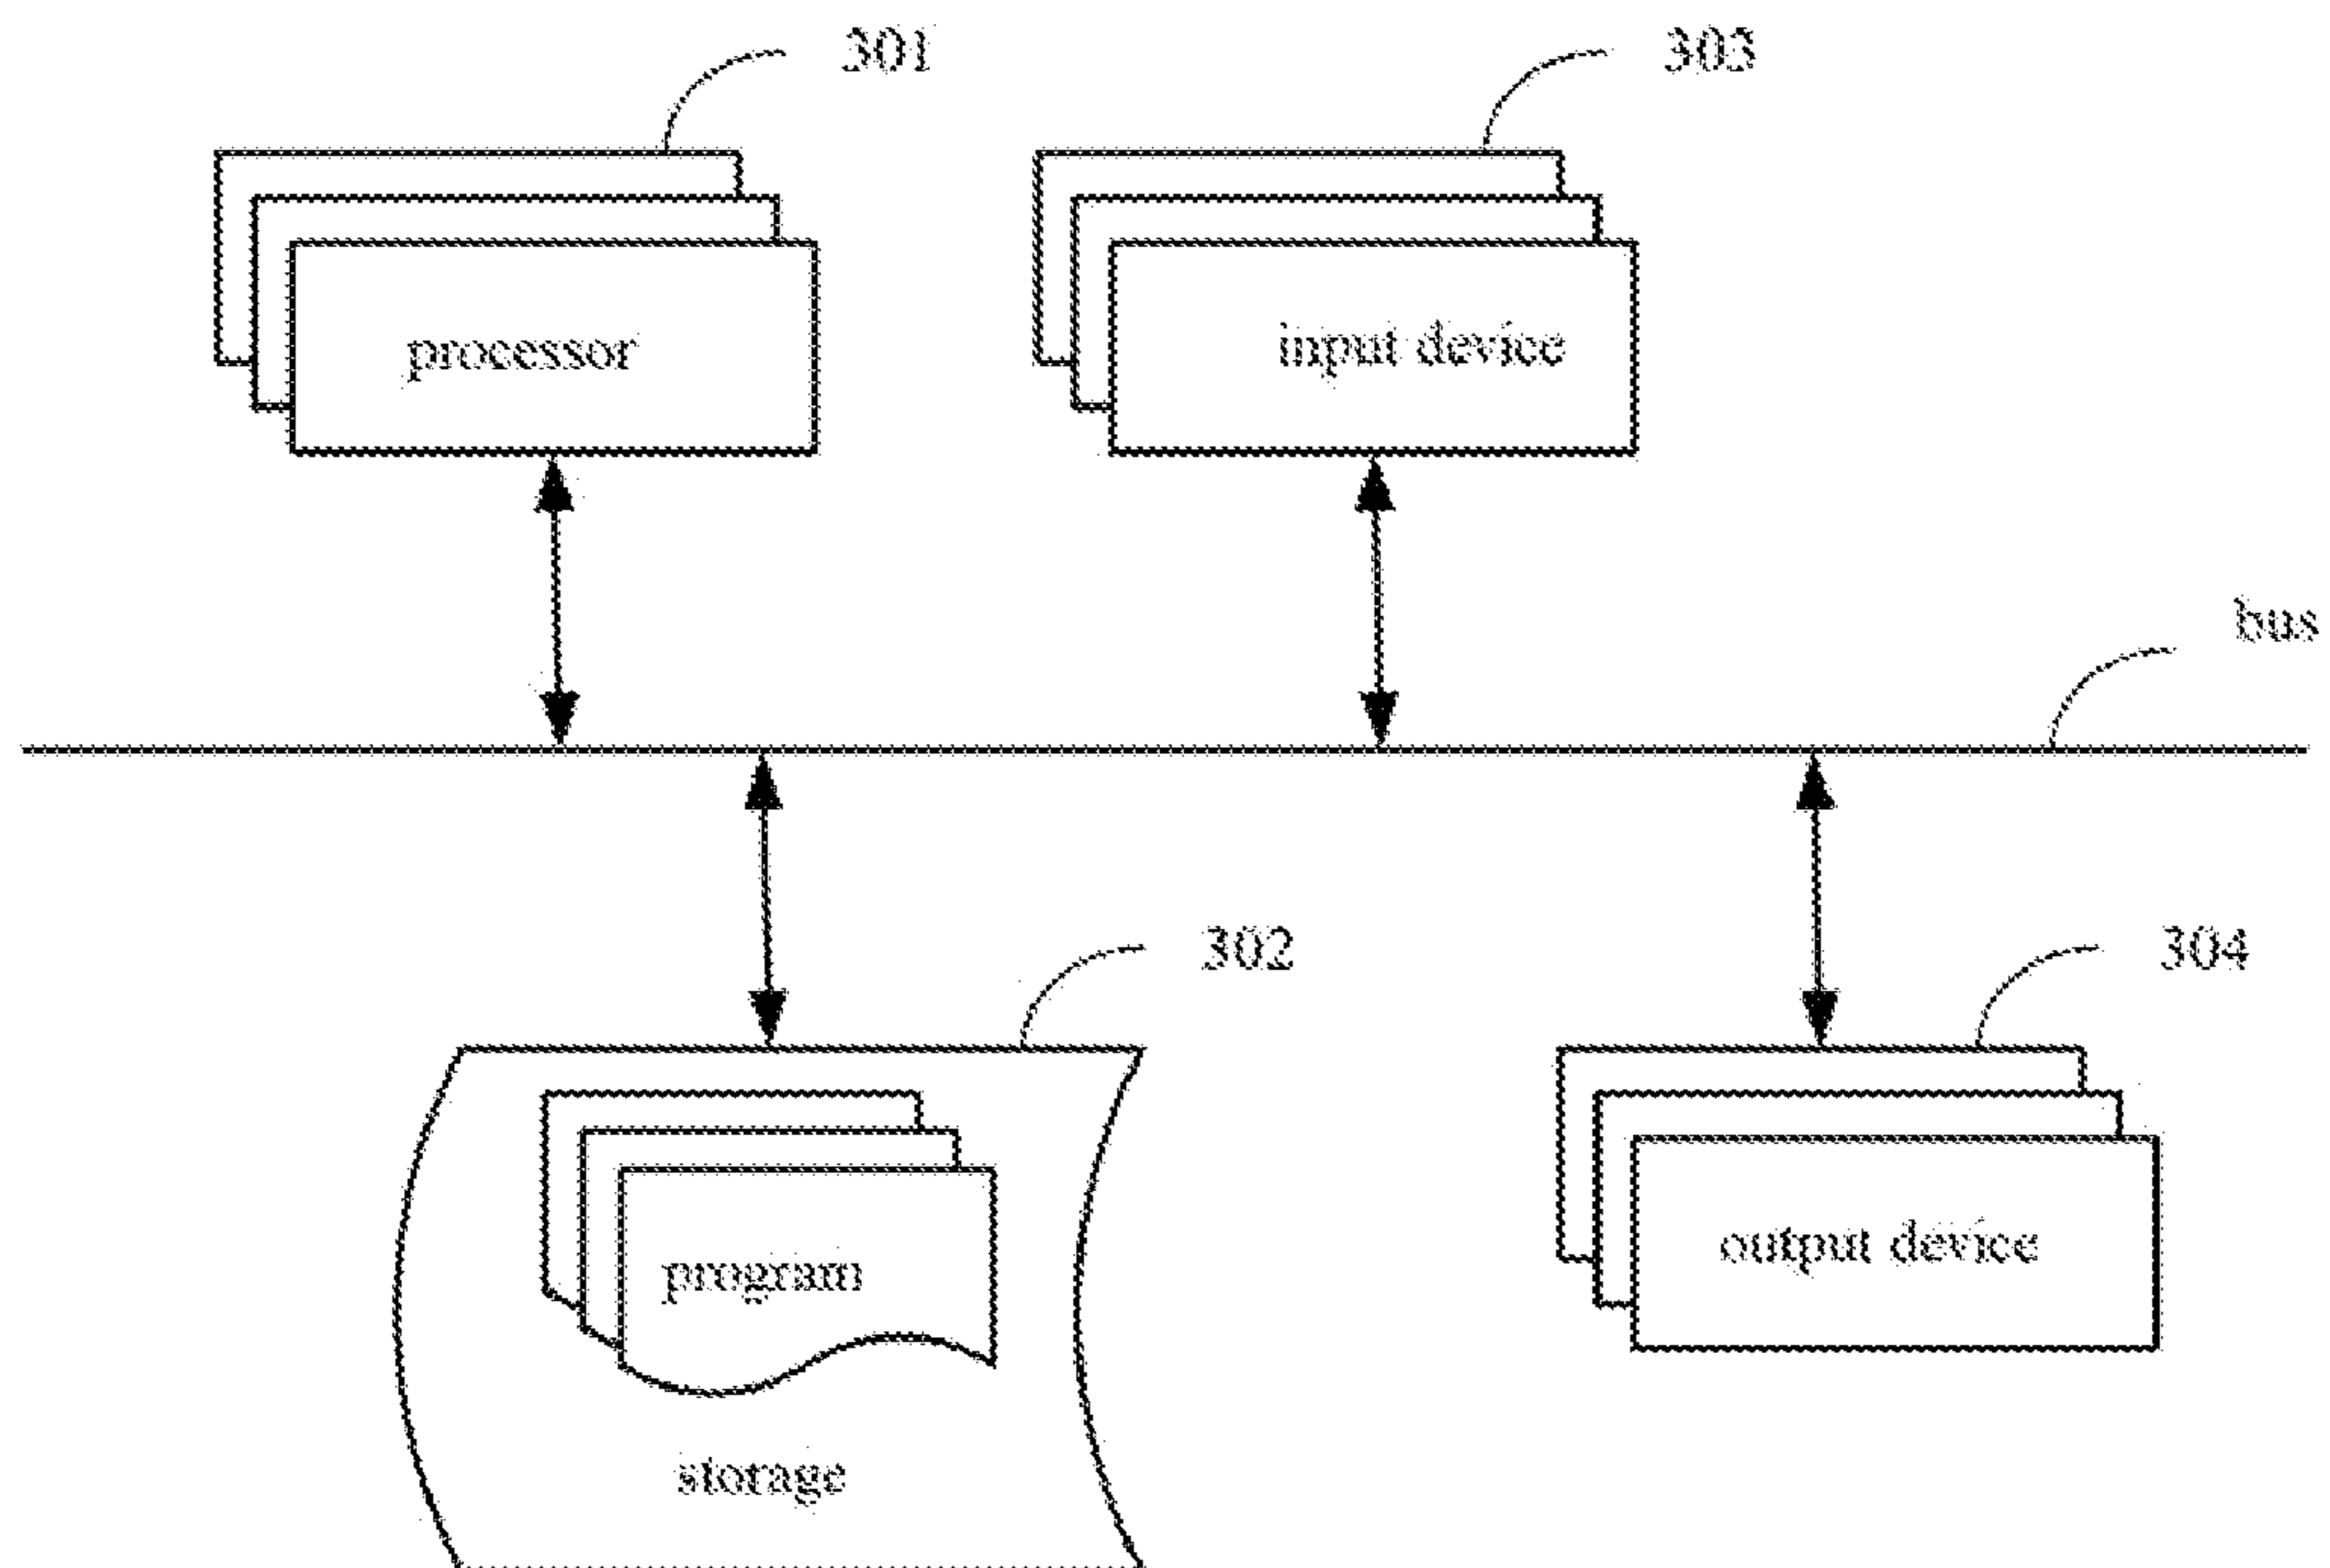 301
303
processor
input device
bus
302
304
program
output device
storage